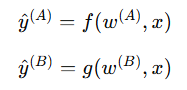 ŷ^(A) = f(w^(A), x)
ŷ^(B) = g(w^(B), x)